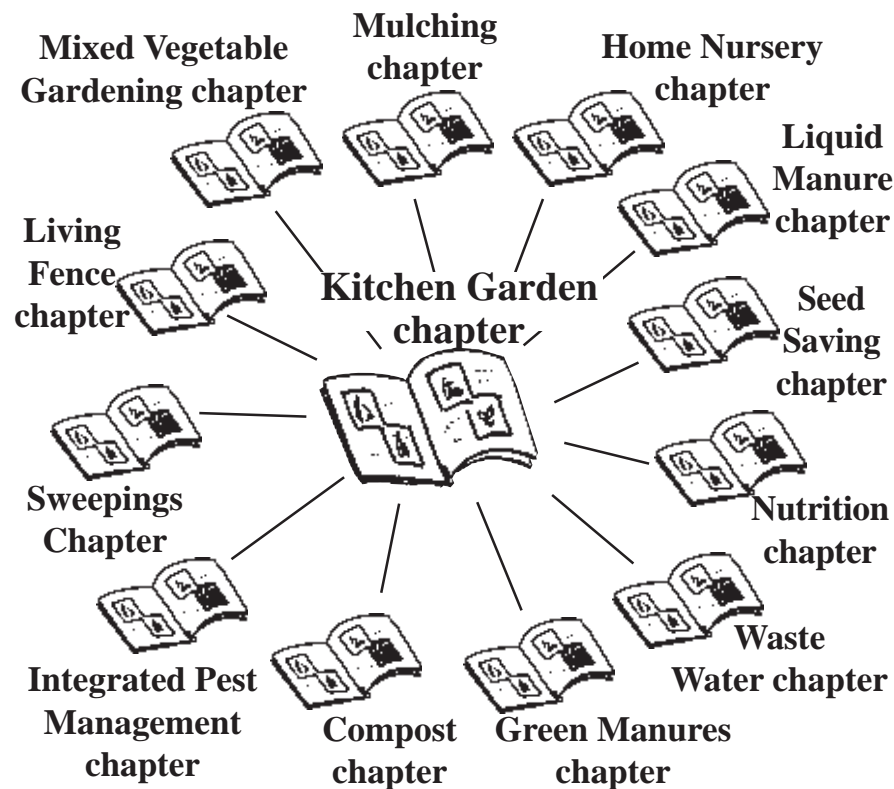 Mixed Vegetable
Gardening chapter
Mulching
chapter
Home Nursery
chapter
Liquid
Manure
chapter
Living
Fence
chapter
Kitchen Garden
chapter
Seed
Saving
chapter
Sweepings
Chapter
Nutrition
chapter
Integrated Pest
Management
chapter
Compost
chapter
Green Manures
chapter
Waste
Water chapter